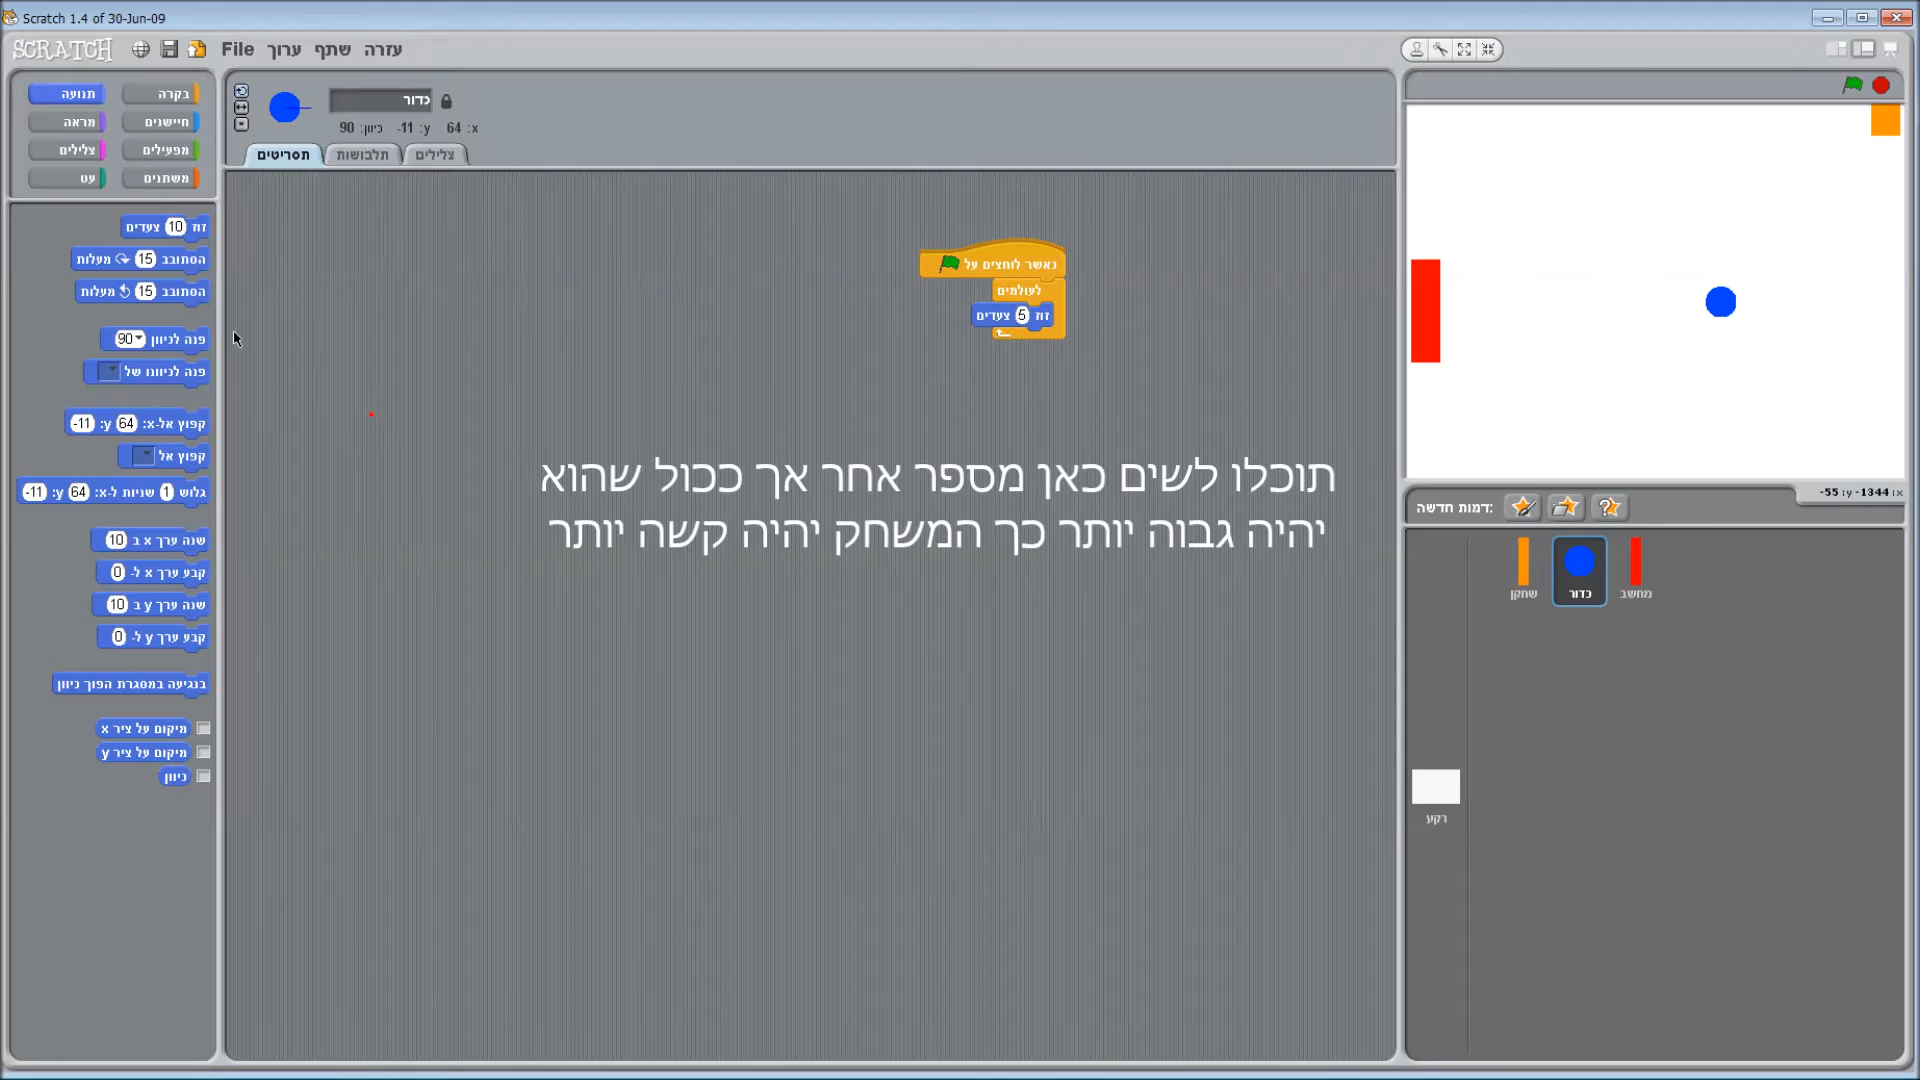 Scratch 1.4 of 30-Jun-09
SCRATCH File ערוך שתף עזרה
תנועה בקרה
מראה חיישנים
צלילים מפעילים
עט משתנים
כדור
x: 64 y: -11 כיוון: 90
תסריטים תלבושות צלילים
זוז 10 צעדים
הסתובב 15 מעלות
הסתובב 15 מעלות
פנה לכיוון 90
פנה לכיוונו של
קפוץ אל-x: 64 y: -11
קפוץ אל
גלוש 1 שניות ל-x: 64 y: -11
שנה ערך x ב 10
קבע ערך x ל- 0
שנה ערך y ב 10
קבע ערך y ל- 0
בנגיעה במסגרת הפוך כיוון
מיקום על ציר x
מיקום על ציר y
כיוון
כאשר לוחצים על
לעולמים
זוז 5 צעדים
תוכלו לשים כאן מספר אחר אך ככול שהוא
יהיה גבוה יותר כך המשחק יהיה קשה יותר
x: -1344 y: -55
דמות חדשה:
שחקן כדור מחשב
רקע